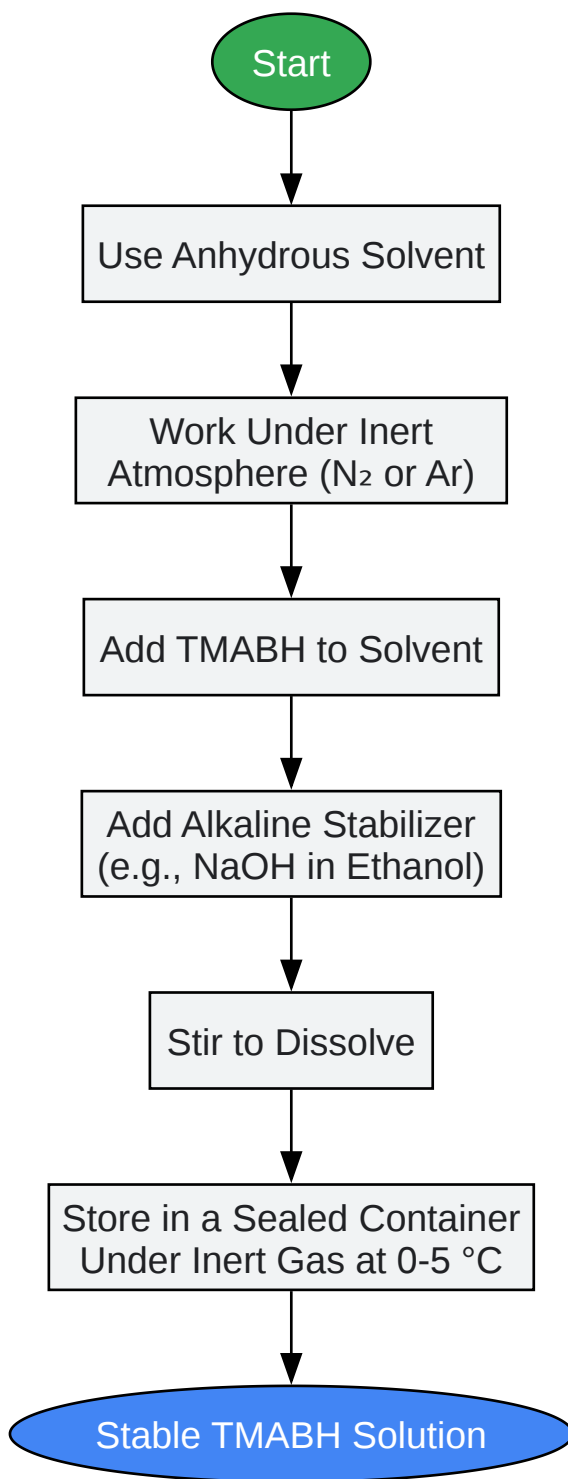 Start
Use Anhydrous Solvent
Work Under Inert
Atmosphere (N₂ or Ar)
Add TMABH to Solvent
Add Alkaline Stabilizer
(e.g., NaOH in Ethanol)
Stir to Dissolve
Store in a Sealed Container
Under Inert Gas at 0-5 °C
Stable TMABH Solution